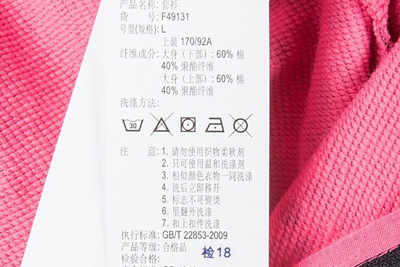 产品名称: 套衫
货 号: F49131
号型(规格): L
上装 170/92A
纤维成分: 大身（下部）: 60% 棉
40% 聚酯纤维
大身（上部）: 60% 棉
40% 聚酯纤维
洗涤方法:
30
注 意: 1. 请勿使用织物柔软剂
2. 只可使用温和洗涤剂
3. 相似颜色衣物一同洗涤
4. 洗后立即移开
5. 标志不可熨烫
6. 里翻外洗涤
7. 扣上扣件洗涤
执行标准: GB/T 22853-2009
产品等级: 合格品
检验合格: 检18